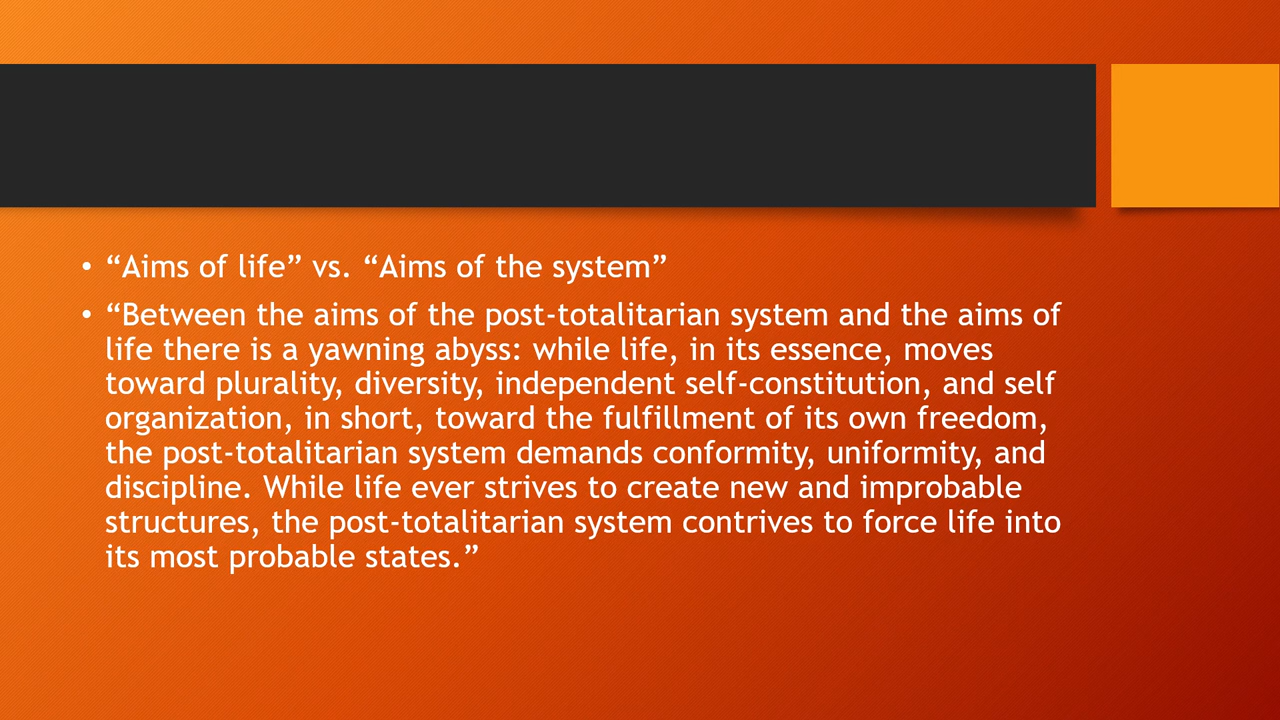 • “Aims of life” vs. “Aims of the system”
• “Between the aims of the post-totalitarian system and the aims of
life there is a yawning abyss: while life, in its essence, moves
toward plurality, diversity, independent self-constitution, and self
organization, in short, toward the fulfillment of its own freedom,
the post-totalitarian system demands conformity, uniformity, and
discipline. While life ever strives to create new and improbable
structures, the post-totalitarian system contrives to force life into
its most probable states.”